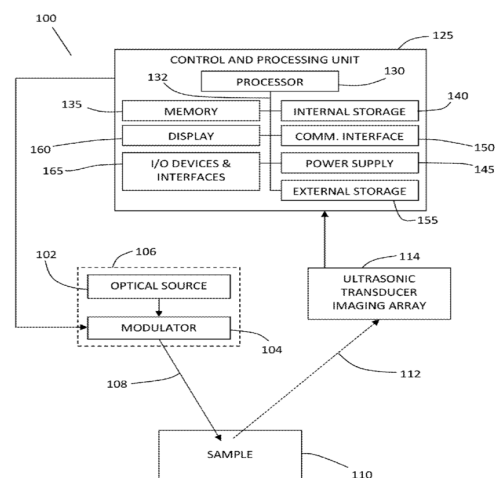 100
CONTROL AND PROCESSING UNIT
125
132
PROCESSOR
130
135
MEMORY
INTERNAL STORAGE
140
160
DISPLAY
COMM. INTERFACE
150
165
I/O DEVICES &
INTERFACES
POWER SUPPLY
145
EXTERNAL STORAGE
155
106
102
OPTICAL SOURCE
MODULATOR
104
114
ULTRASONIC
TRANSDUCER
IMAGING ARRAY
108
112
SAMPLE
110